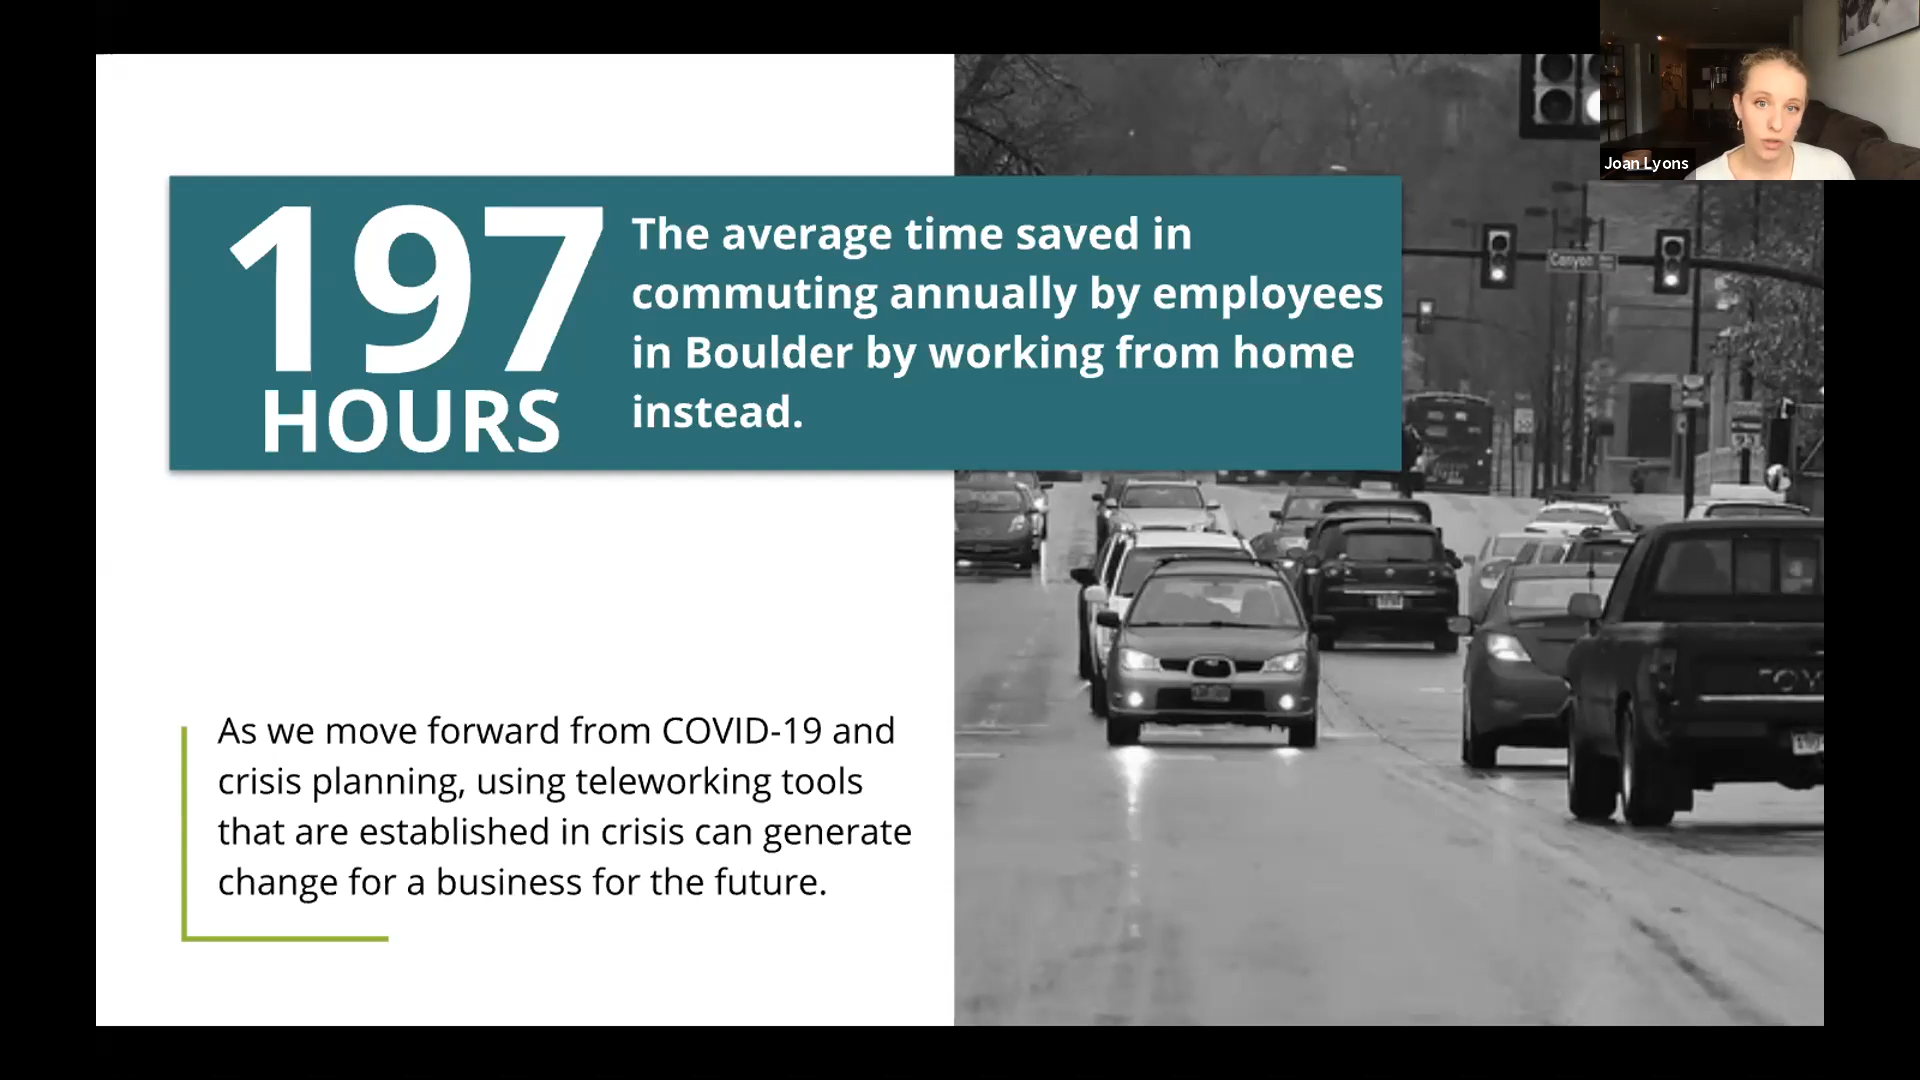 Joan Lyons
197
HOURS
The average time saved in
commuting annually by employees
in Boulder by working from home
instead.
Canyon
TOY
As we move forward from COVID-19 and
crisis planning, using teleworking tools
that are established in crisis can generate
change for a business for the future.